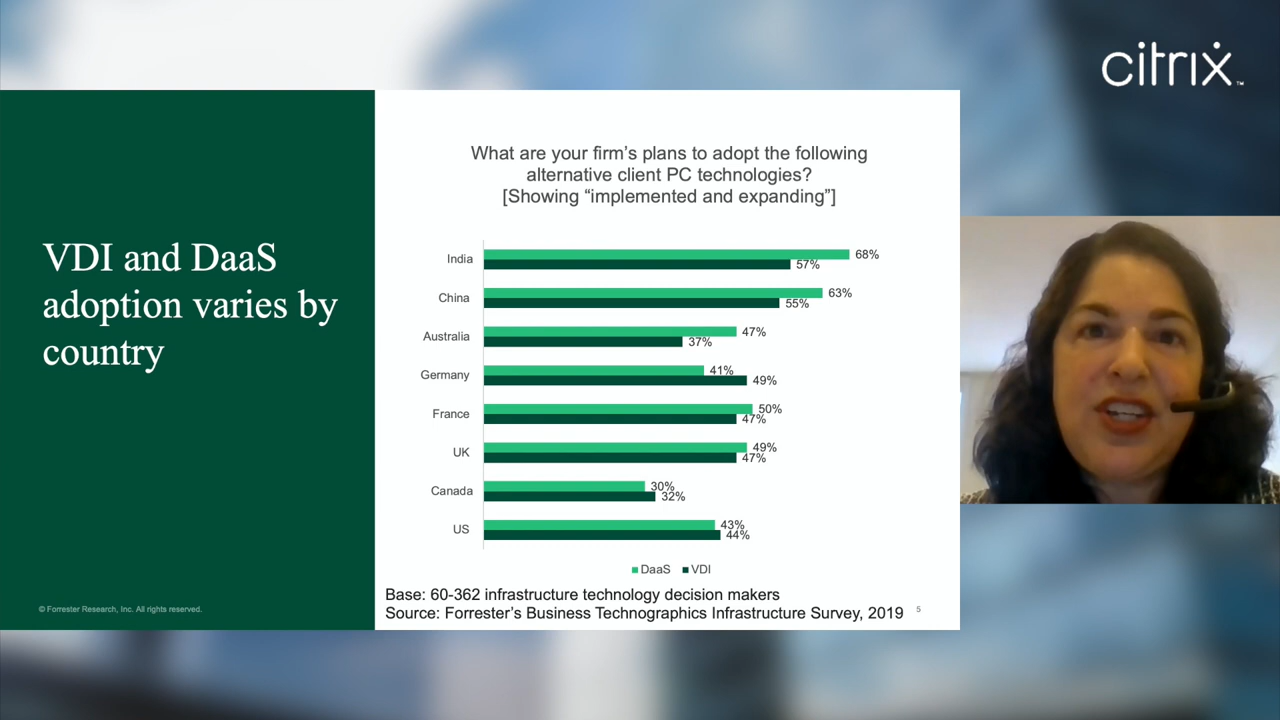 citrix™
VDI and DaaS
adoption varies by
country
What are your firm’s plans to adopt the following
alternative client PC technologies?
[Showing “implemented and expanding”]
India
68%
57%
China
63%
55%
Australia
47%
37%
Germany
41%
49%
France
50%
47%
UK
49%
47%
Canada
30%
32%
US
43%
44%
DaaS VDI
Base: 60-362 infrastructure technology decision makers
Source: Forrester’s Business Technographics Infrastructure Survey, 2019
© Forrester Research, Inc. All rights reserved.
5